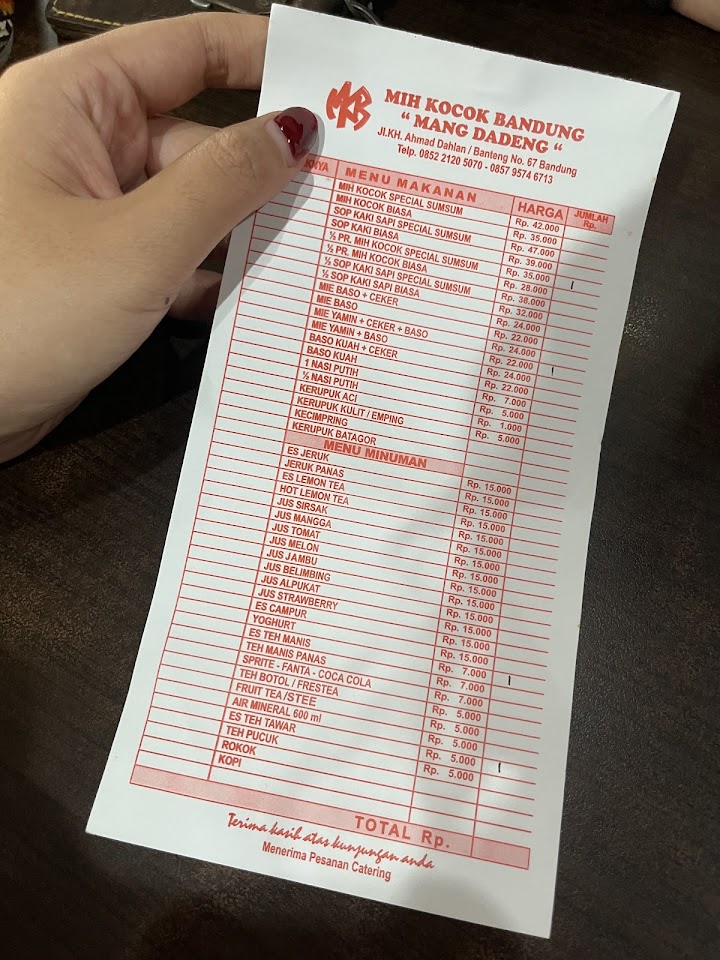 MKB
MIH KOCOK BANDUNG
“ MANG DADENG “
Jl.KH. Ahmad Dahlan / Banteng No. 67 Bandung
Telp. 0852 2120 5070 - 0857 9574 6713
MENU MAKANAN HARGA JUMLAH Rp.
MIH KOCOK SPECIAL SUMSUM Rp. 42.000
MIH KOCOK BIASA Rp. 35.000
SOP KAKI SAPI SPECIAL SUMSUM Rp. 47.000
SOP KAKI BIASA Rp. 39.000
½ PR. MIH KOCOK SPECIAL SUMSUM Rp. 35.000
½ PR. MIH KOCOK BIASA Rp. 28.000
½ SOP KAKI SAPI SPECIAL SUMSUM Rp. 38.000
½ SOP KAKI SAPI BIASA Rp. 32.000
MIE BASO + CEKER Rp. 24.000
MIE BASO Rp. 22.000
MIE YAMIN + CEKER + BASO Rp. 24.000
MIE YAMIN + BASO Rp. 22.000
BASO KUAH + CEKER Rp. 24.000
BASO KUAH Rp. 22.000
1 NASI PUTIH Rp. 7.000
½ NASI PUTIH Rp. 5.000
KERUPUK ACI Rp. 1.000
KERUPUK KULIT / EMPING Rp. 5.000
KECIMPRING
KERUPUK BATAGOR
MENU MINUMAN
ES JERUK Rp. 15.000
JERUK PANAS Rp. 15.000
ES LEMON TEA Rp. 15.000
HOT LEMON TEA Rp. 15.000
JUS SIRSAK Rp. 15.000
JUS MANGGA Rp. 15.000
JUS TOMAT Rp. 15.000
JUS MELON Rp. 15.000
JUS JAMBU Rp. 15.000
JUS BELIMBING Rp. 15.000
JUS ALPUKAT Rp. 15.000
JUS STRAWBERRY Rp. 15.000
ES CAMPUR Rp. 15.000
YOGHURT Rp. 15.000
ES TEH MANIS Rp. 7.000
TEH MANIS PANAS Rp. 7.000
SPRITE - FANTA - COCA COLA Rp. 7.000
TEH BOTOL / FRESTEA Rp. 5.000
FRUIT TEA/STEE Rp. 5.000
AIR MINERAL 600 ml Rp. 5.000
ES TEH TAWAR Rp. 5.000
TEH PUCUK Rp. 5.000
ROKOK
KOPI
TOTAL Rp.
Terima kasih atas kunjungan anda
Menerima Pesanan Catering